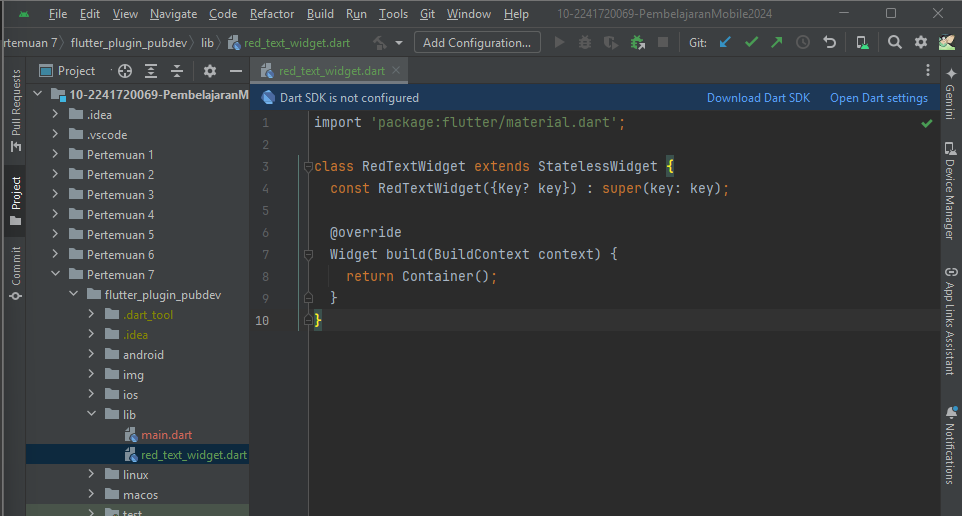 File Edit View Navigate Code Refactor Build Run Tools Git Window Help 10-2241720069-PembelajaranMobile2024
rtemuan 7 flutter_plugin_pubdev lib red_text_widget.dart Add Configuration... Git:
Project
red_text_widget.dart
Pull Requests
Project
Commit
10-2241720069-PembelajaranM
.idea
.vscode
Pertemuan 1
Pertemuan 2
Pertemuan 3
Pertemuan 4
Pertemuan 5
Pertemuan 6
Pertemuan 7
flutter_plugin_pubdev
.dart_tool
.idea
android
img
ios
lib
main.dart
red_text_widget.dart
linux
macos
test
Dart SDK is not configured Download Dart SDK Open Dart settings
1 import 'package:flutter/material.dart';
2
3 class RedTextWidget extends StatelessWidget {
4 const RedTextWidget({Key? key}) : super(key: key);
5
6 @override
7 Widget build(BuildContext context) {
8 return Container();
9 }
10 }
Gemini
Device Manager
App Links Assistant
Notifications